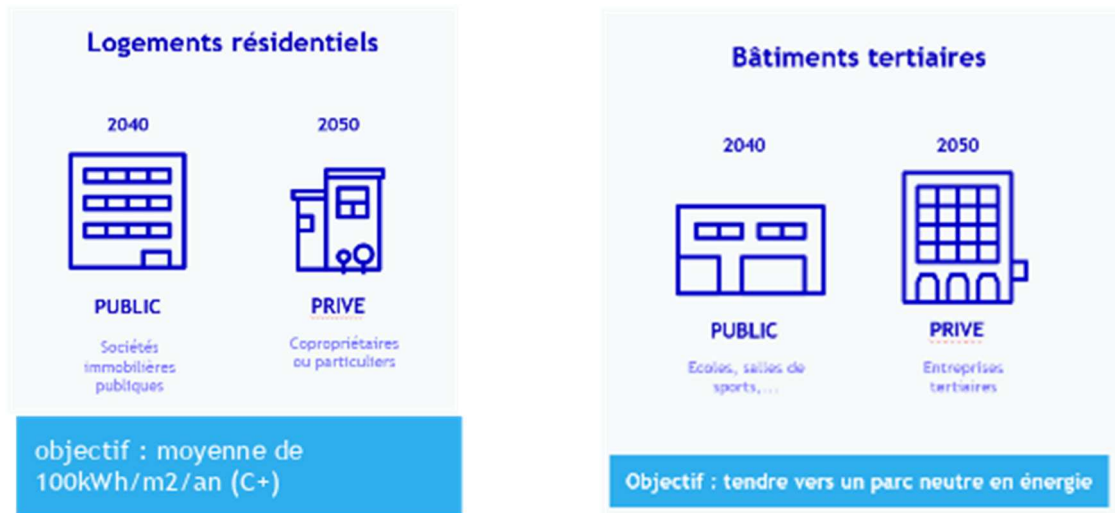 Logements résidentiels
2040
2050
PUBLIC
PRIVE
Sociétés
immobilières
publiques
Copropriétaires
ou particuliers
objectif : moyenne de
100kWh/m2/an (C+)
Bâtiments tertiaires
2040
2050
PUBLIC
PRIVE
Ecoles, salles de
sports,...
Entreprises
tertiaires
Objectif : tendre vers un parc neutre en énergie